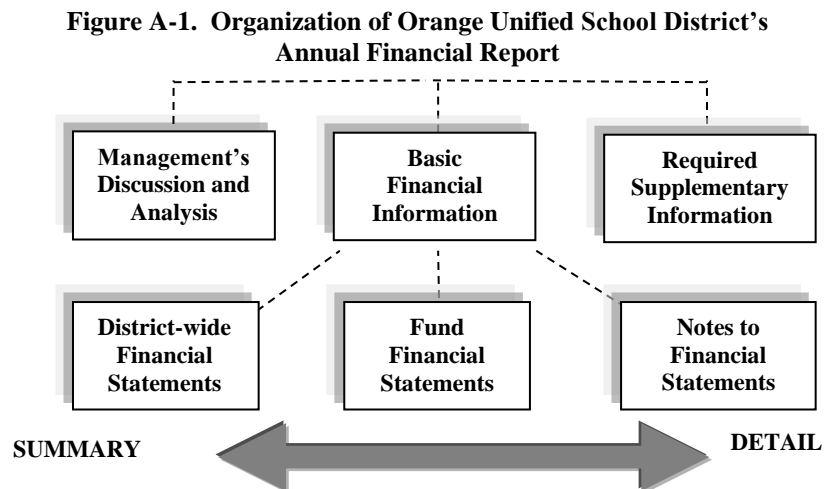 Figure A-1. Organization of Orange Unified School District's
Annual Financial Report
Management's
Discussion and
Analysis
Basic
Financial
Information
Required
Supplementary
Information
District-wide
Financial
Statements
Fund
Financial
Statements
Notes to
Financial
Statements
SUMMARY
DETAIL